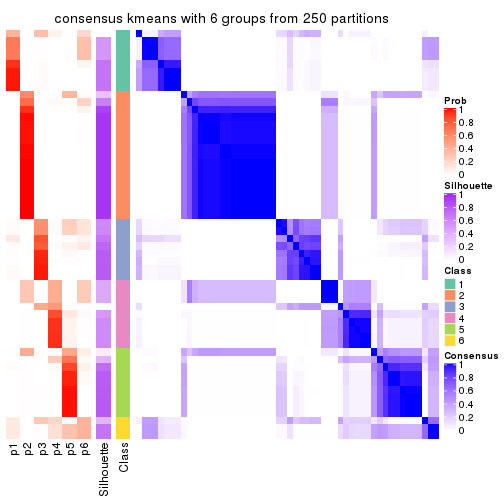 consensus kmeans with 6 groups from 250 partitions
Prob
1
0.8
0.6
0.4
0.2
0
Silhouette
1
0.8
0.6
0.4
0.2
0
Class
1
2
3
4
5
6
Consensus
1
0.8
0.6
0.4
0.2
0
p1
p2
p3
p4
p5
p6
Silhouette
Class